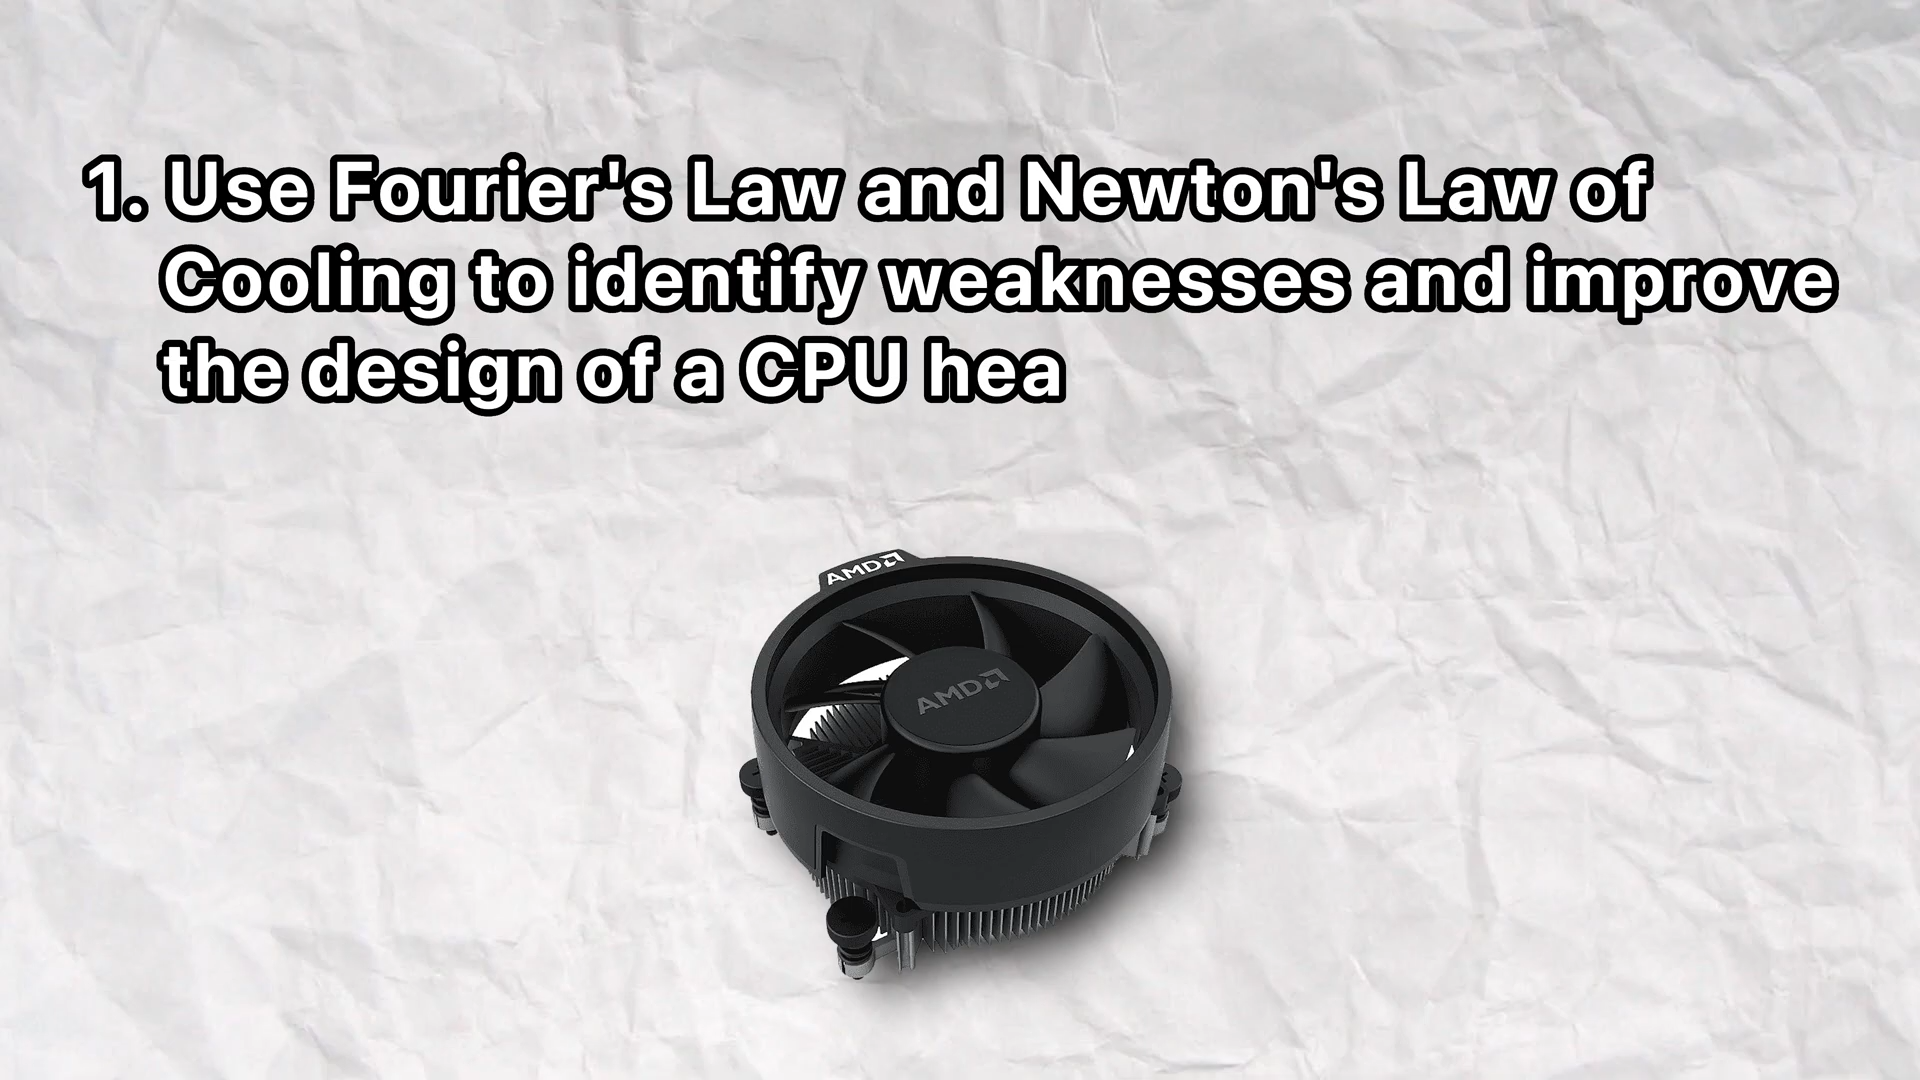 1. Use Fourier's Law and Newton's Law of
Cooling to identify weaknesses and improve
the design of a CPU hea
AMD
AMD